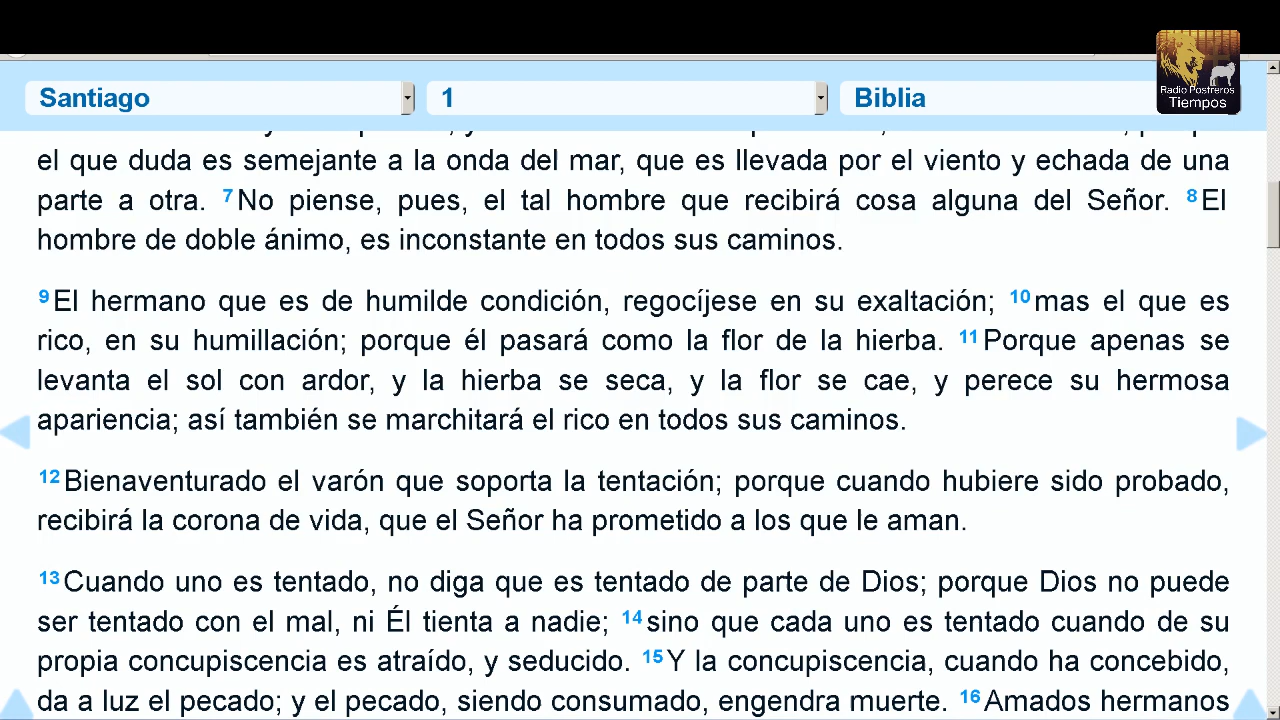 Santiago
1
Biblia
Radio Postreros
Tiempos
el que duda es semejante a la onda del mar, que es llevada por el viento y echada de una
parte a otra. 7 No piense, pues, el tal hombre que recibirá cosa alguna del Señor. 8 El
hombre de doble ánimo, es inconstante en todos sus caminos.
9 El hermano que es de humilde condición, regocíjese en su exaltación; 10 mas el que es
rico, en su humillación; porque él pasará como la flor de la hierba. 11 Porque apenas se
levanta el sol con ardor, y la hierba se seca, y la flor se cae, y perece su hermosa
apariencia; así también se marchitará el rico en todos sus caminos.
12 Bienaventurado el varón que soporta la tentación; porque cuando hubiere sido probado,
recibirá la corona de vida, que el Señor ha prometido a los que le aman.
13 Cuando uno es tentado, no diga que es tentado de parte de Dios; porque Dios no puede
ser tentado con el mal, ni Él tienta a nadie; 14 sino que cada uno es tentado cuando de su
propia concupiscencia es atraído, y seducido. 15 Y la concupiscencia, cuando ha concebido,
da a luz el pecado; y el pecado, siendo consumado, engendra muerte. 16 Amados hermanos